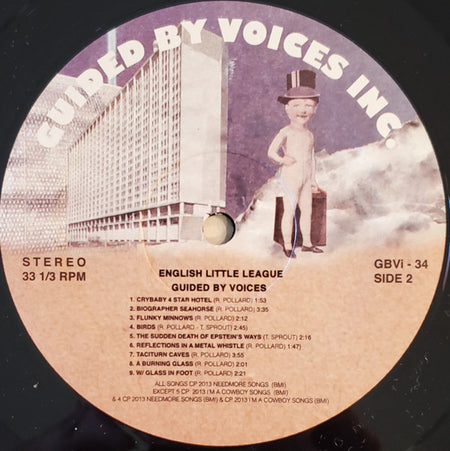 GUIDED BY VOICES INC.
STEREO
33 1/3 RPM
GBVi - 34
SIDE 2
ENGLISH LITTLE LEAGUE
GUIDED BY VOICES
1. CRYBABY 4 STAR HOTEL (R. POLLARD) 1:53
2. BIOGRAPHER SEAHORSE (R. POLLARD) 3:35
3. FLUNKY MINNOWS (R. POLLARD) 2:12
4. BIRDS (R. POLLARD - T. SPROUT) 2:45)
5. THE SUDDEN DEATH OF EPSTEIN'S WAYS (T. SPROUT) 2:16
6. REFLECTIONS IN A METAL WHISTLE (R. POLLARD) 1:47)
7. TACITURN CAVES (R. POLLARD) 3:55
8. A BURNING GLASS (R. POLLARD) 2:01
9. W/ GLASS IN FOOT (R. POLLARD) 2:21
ALL SONGS CP 2013 NEEDMORE SONGS (BMI)
EXCEPT 5 CP 2013 I'M A COWBOY SONGS (BMI)
& 4 CP 2013 NEEDMORE SONGS (BMI) & CP 2013 I'M A COWBOY SONGS (BMI)